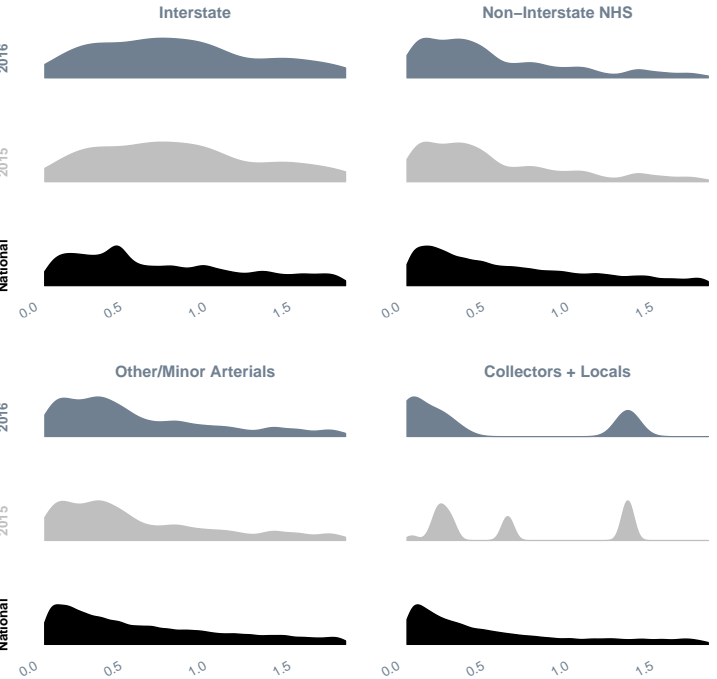 Interstate
Non−Interstate NHS
2016
2015
National
0.0 0.5 1.0 1.5
0.0 0.5 1.0 1.5
Other/Minor Arterials
Collectors + Locals
2016
2015
National
0.0 0.5 1.0 1.5
0.0 0.5 1.0 1.5